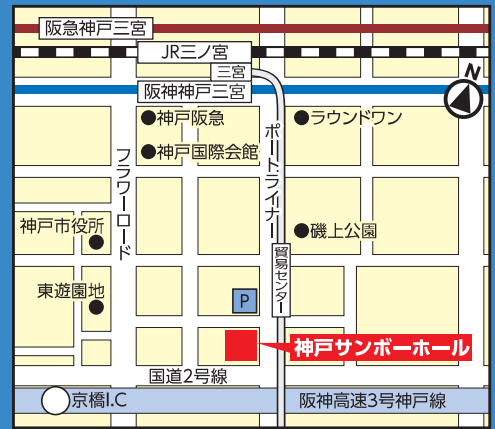 阪急神戸三宮
JR三ノ宮
三宮
阪神神戸三宮
N
神戸阪急
ラウンドワン
神戸国際会館
ポートライナー
フラワーロード
神戸市役所
磯上公園
貿易センター
東遊園地
P
神戸サンボーホール
国道2号線
京橋I.C
阪神高速3号神戸線